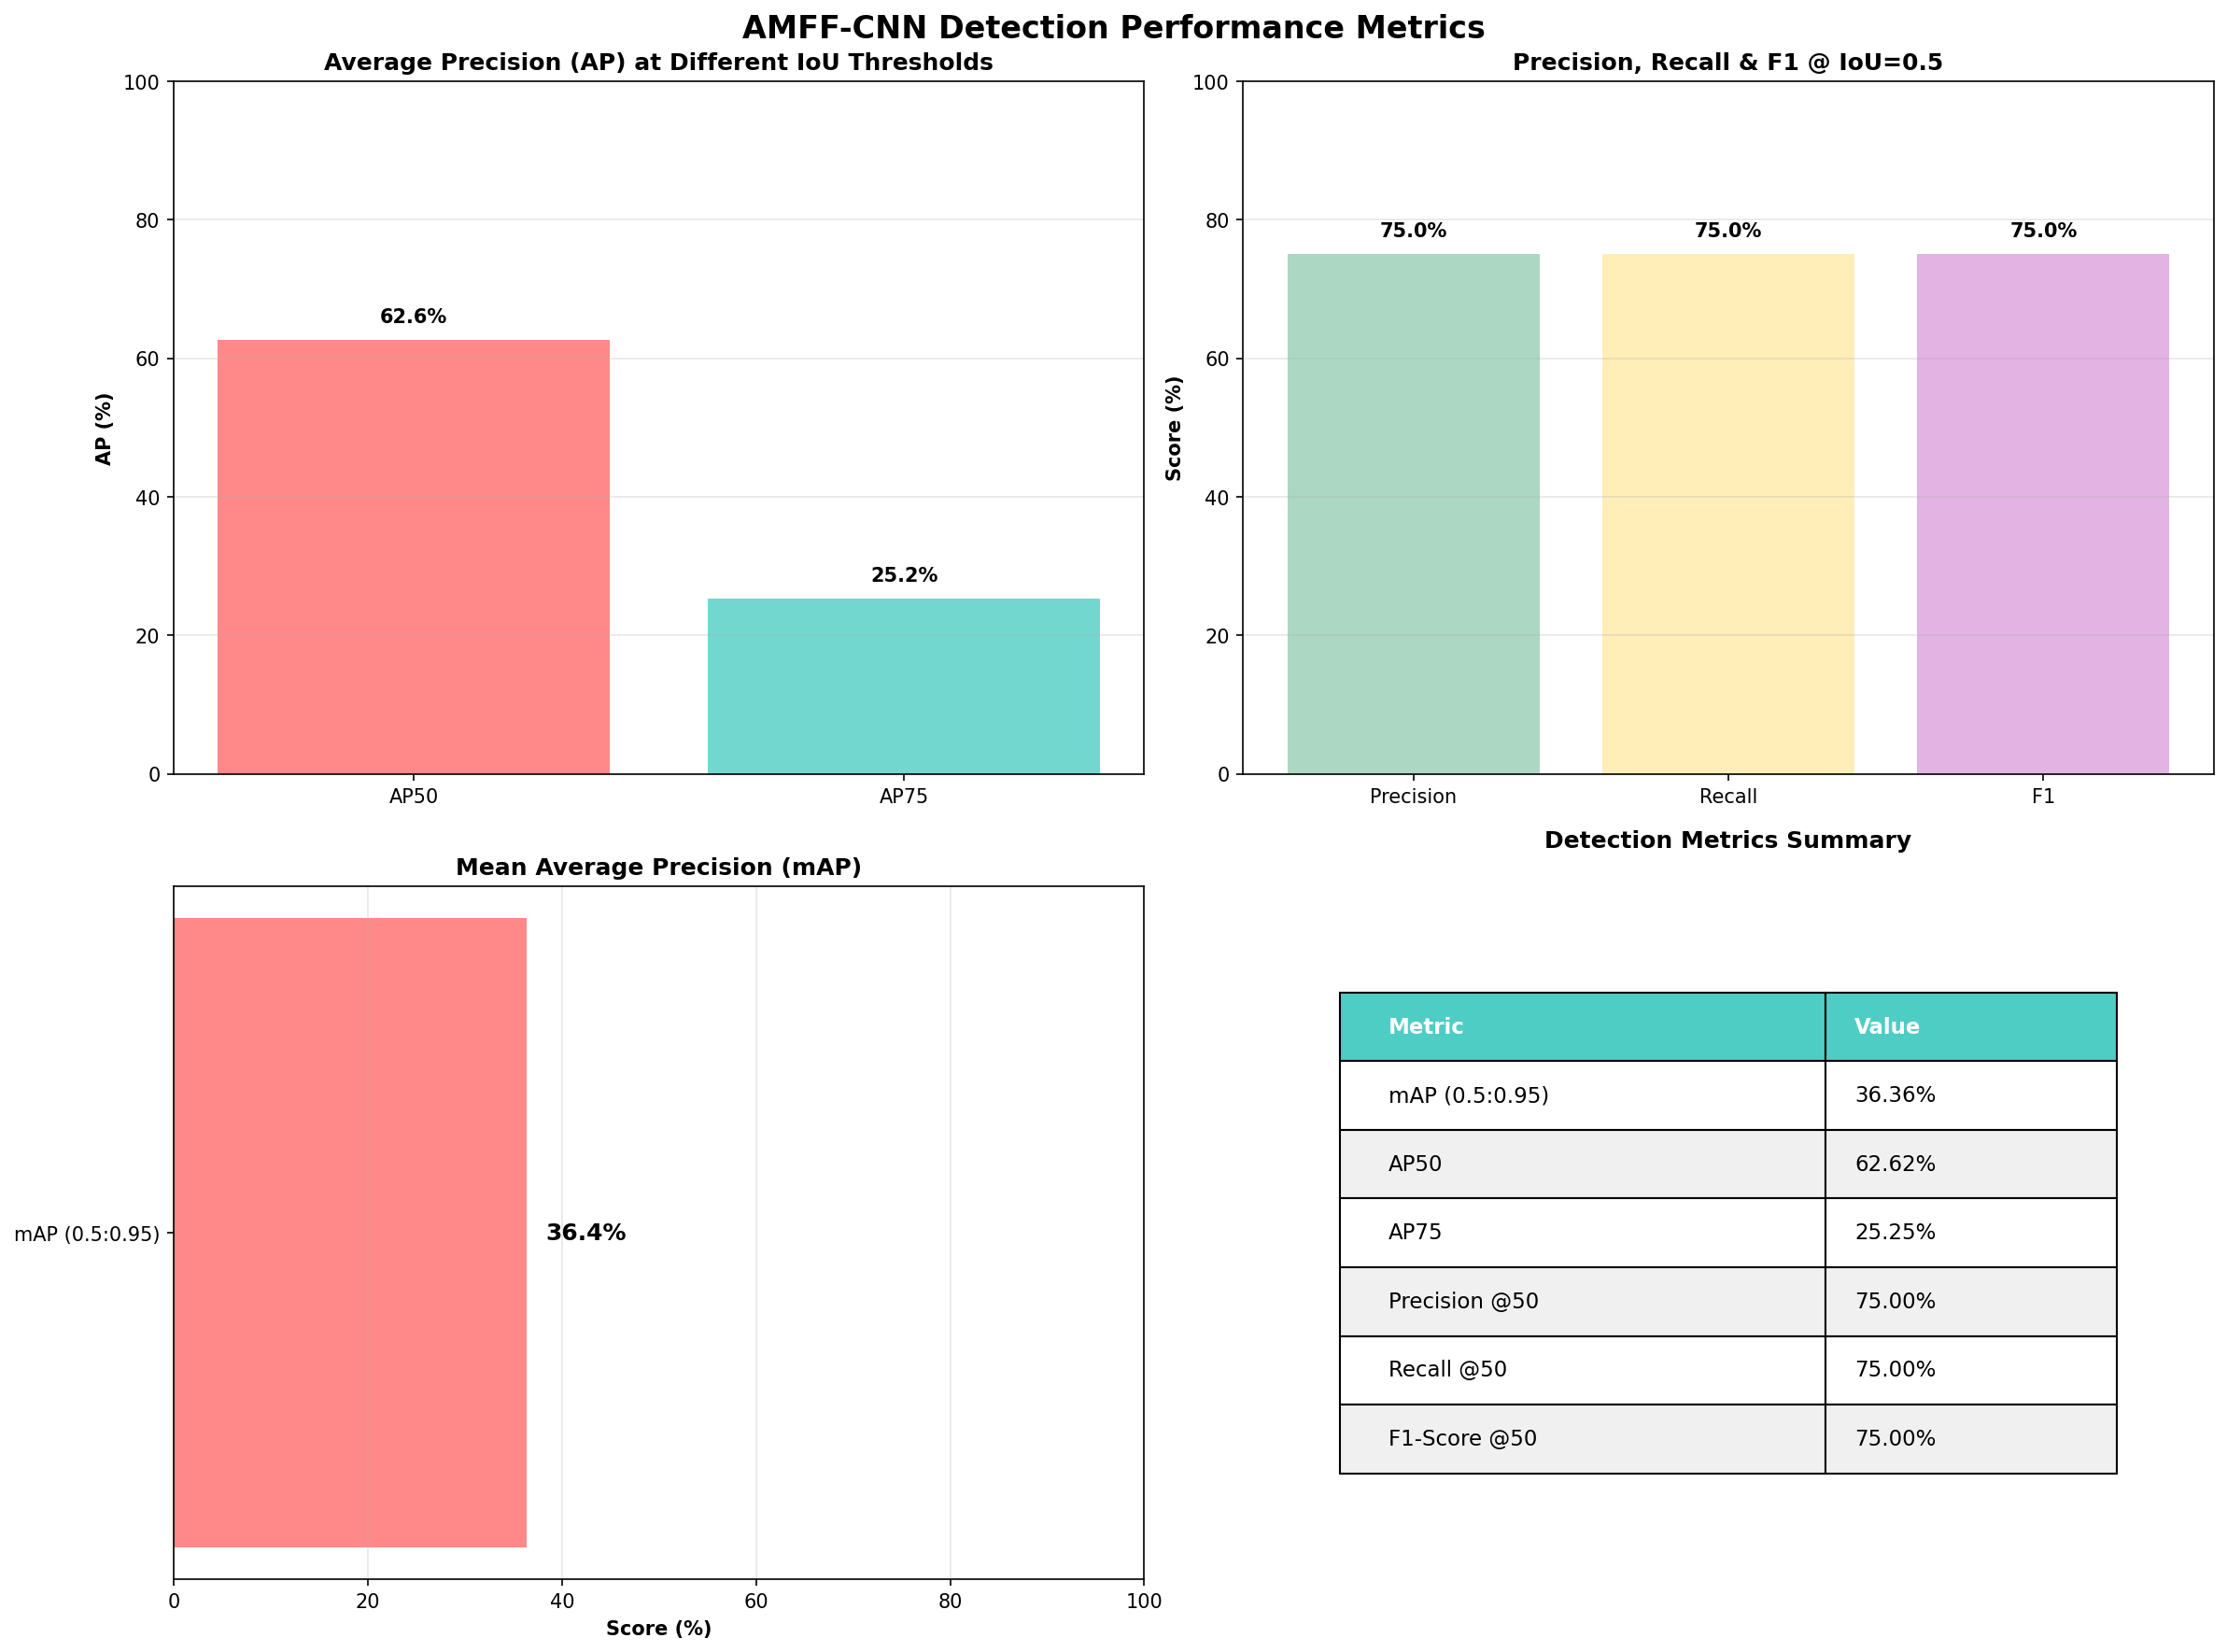 AMFF-CNN Detection Performance Metrics
Average Precision (AP) at Different IoU Thresholds
100
80
60
40
20
0
AP (%)
62.6%
25.2%
AP50
AP75
Precision, Recall & F1 @ IoU=0.5
100
80
60
40
20
0
Score (%)
75.0%
75.0%
75.0%
Precision
Recall
F1
Mean Average Precision (mAP)
mAP (0.5:0.95)
36.4%
0
20
40
60
80
100
Score (%)
Detection Metrics Summary
Metric Value
mAP (0.5:0.95) 36.36%
AP50 62.62%
AP75 25.25%
Precision @50 75.00%
Recall @50 75.00%
F1-Score @50 75.00%